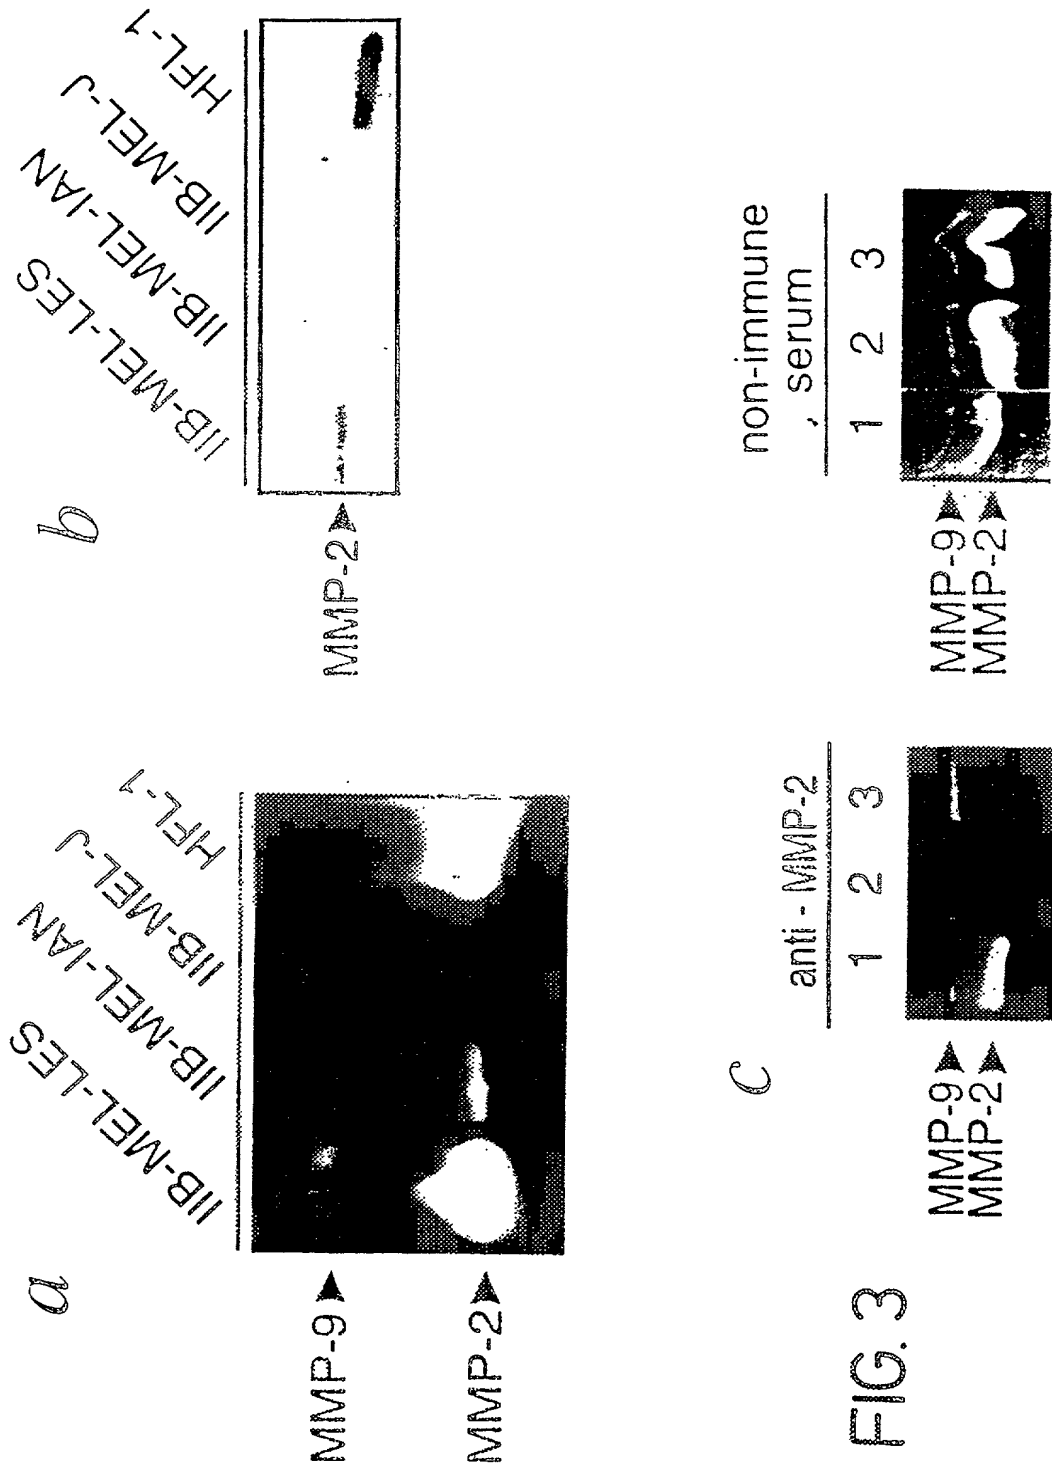 a
IIB-MEL-LES
IIB-MEL-IAN
IIB-MEL-J
HFL-1
MMP-9
MMP-2
b
IIB-MEL-LES
IIB-MEL-IAN
IIB-MEL-J
HFL-1
MMP-2
c
anti - MMP-2
1 2 3
MMP-9
MMP-2
non-immune
serum
1 2 3
MMP-9
MMP-2
FIG. 3